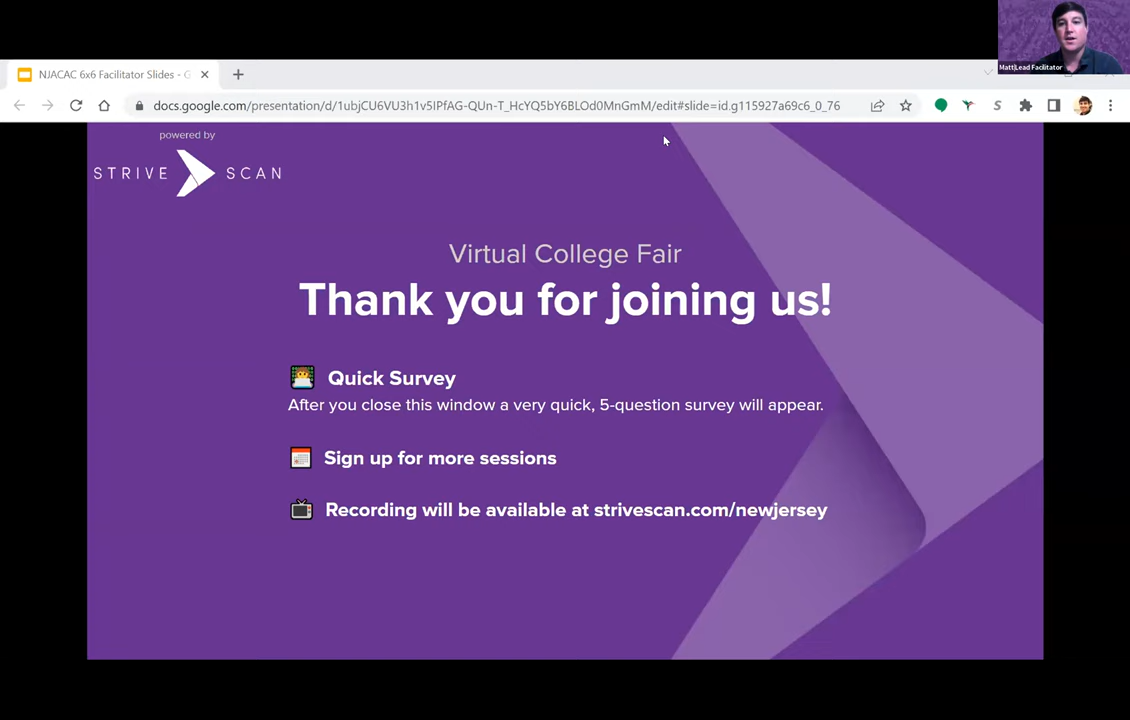 Matt|Lead Facilitator
NJACAC 6x6 Facilitator Slides - G
docs.google.com/presentation/d/1ubjCU6VU3h1v5IPfAG-QUn-T_HcYQ5bY6BLOd0MnGmM/edit#slide=id.g115927a69c6_0_76
powered by
STRIVE SCAN
Virtual College Fair
Thank you for joining us!
Quick Survey
After you close this window a very quick, 5-question survey will appear.
Sign up for more sessions
Recording will be available at strivescan.com/newjersey